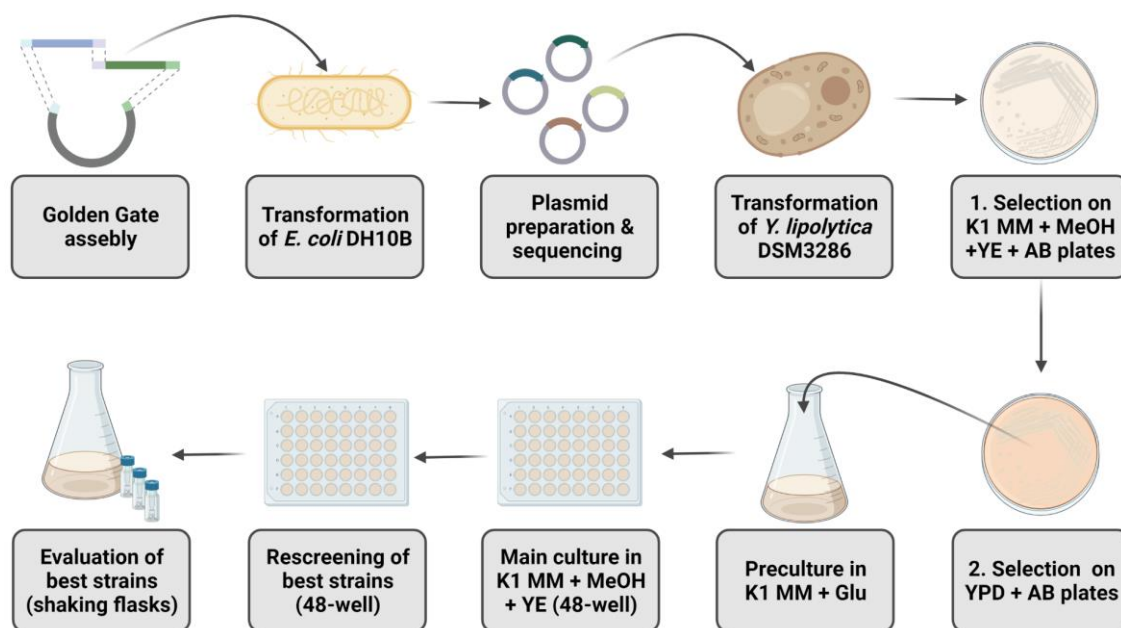 Golden Gate
assebly
Transformation
of E. coli DH10B
Plasmid
preparation &
sequencing
Transformation
of Y. lipolytica
DSM3286
1. Selection on
K1 MM + MeOH
+YE + AB plates
Evaluation of
best strains
(shaking flasks)
Rescreening of
best strains
(48-well)
Main culture in
K1 MM + MeOH
+ YE (48-well)
Preculture in
K1 MM + Glu
2. Selection on
YPD + AB plates